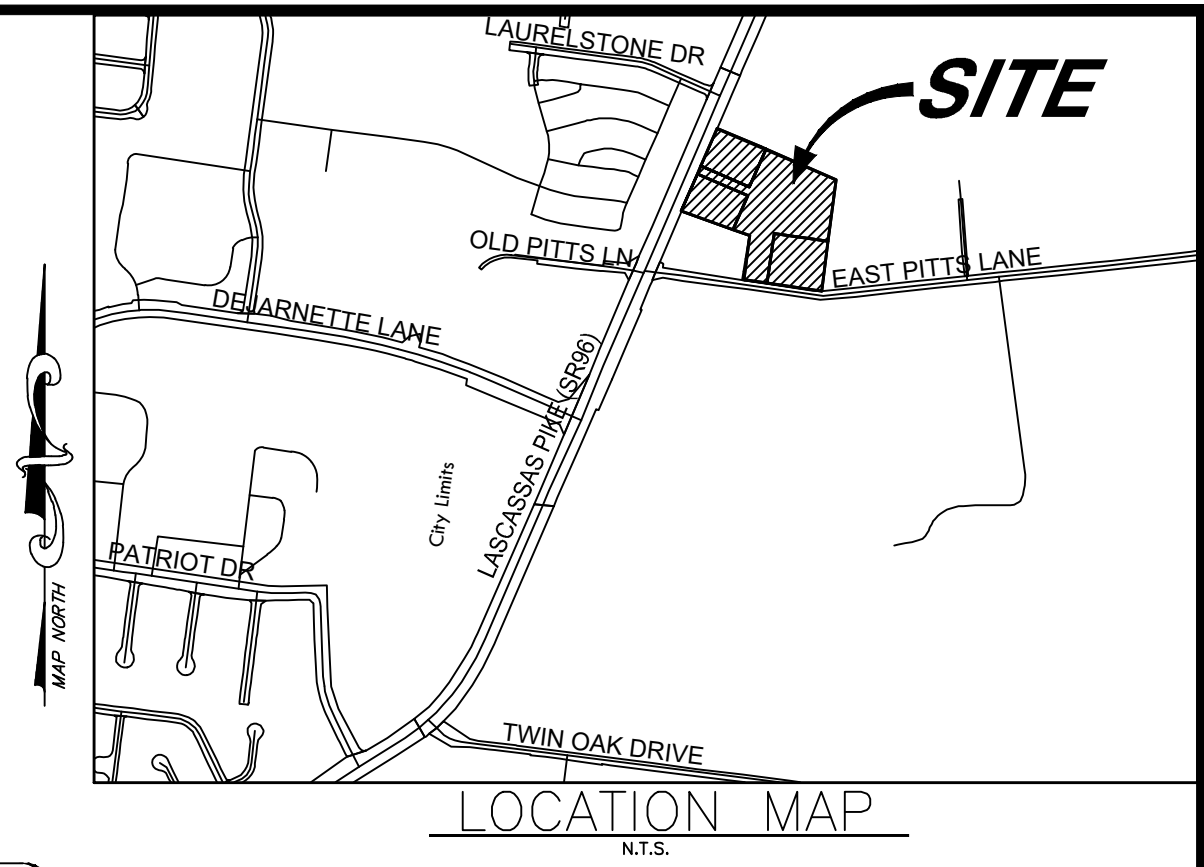 LAURELSTONE DR
SITE
OLD PITTS LN
EAST PITTS LANE
DEJARNETTE LANE
LASCASSAS PIKE (SR96)
City Limits
PATRIOT DR
MAP NORTH
TWIN OAK DRIVE
LOCATION MAP
N.T.S.